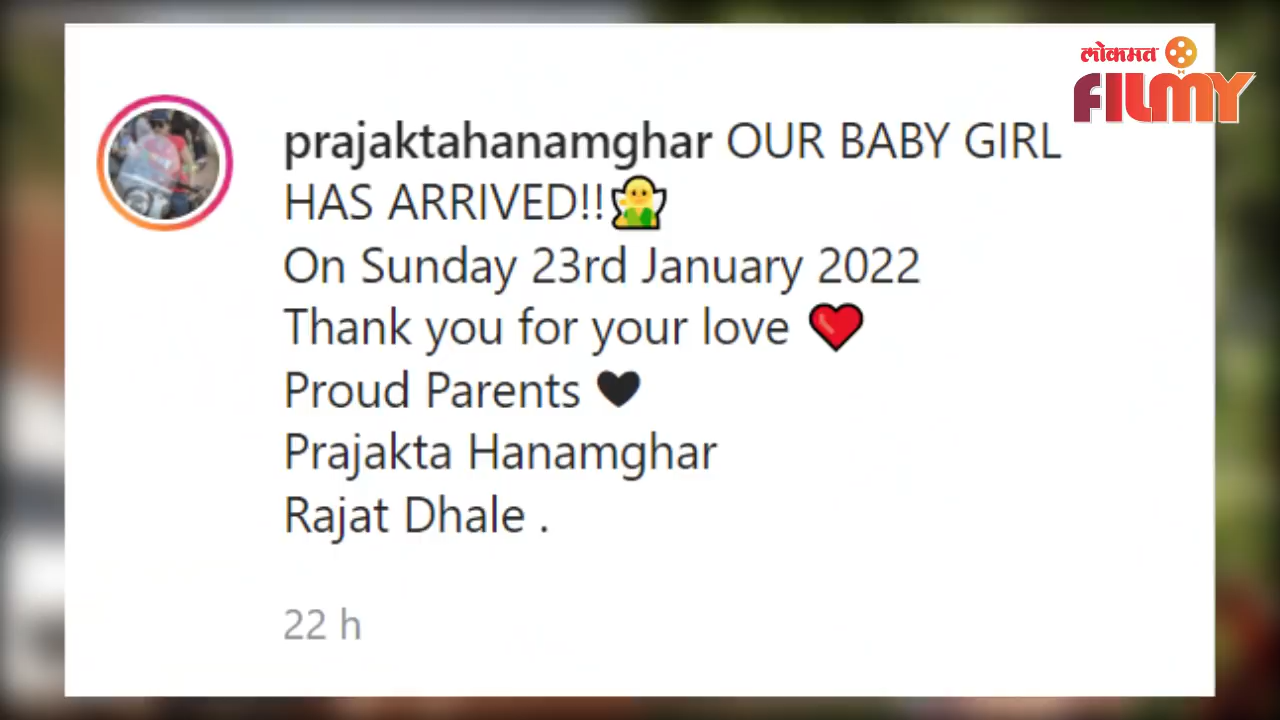 लोकमत
FILMY
prajaktahanamghar OUR BABY GIRL
HAS ARRIVED!!🧚
On Sunday 23rd January 2022
Thank you for your love ❤️
Proud Parents 🖤
Prajakta Hanamghar
Rajat Dhale .
22 h